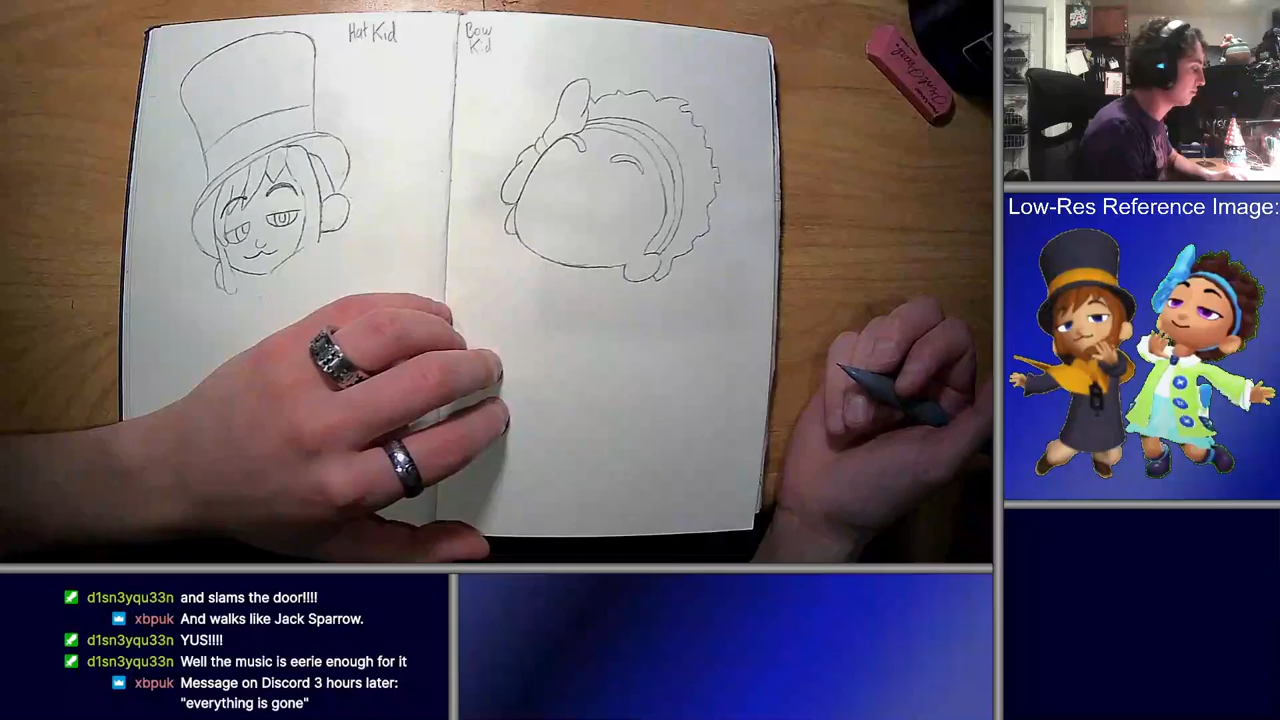 Hat Kid
Bow
Kid
Pink Pearl
Low-Res Reference Image:
d1sn3yqu33n and slams the door!!!!
xbpuk And walks like Jack Sparrow.
d1sn3yqu33n YUS!!!!
d1sn3yqu33n Well the music is eerie enough for it
xbpuk Message on Discord 3 hours later:
"everything is gone"